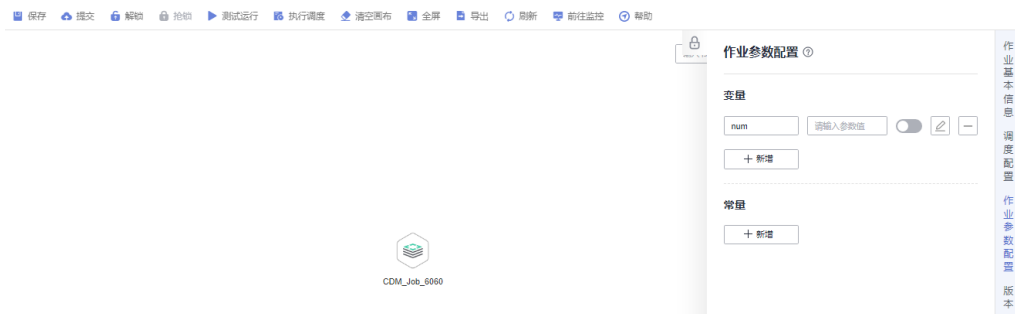 保存 提交 解锁 抢锁 测试运行 执行调度 清空画布 全屏 导出 刷新 前往监控 帮助
作业参数配置
变量
num 请输入参数值
新增
常量
新增
CDM_Job_6060
作业基本信息
调度配置
作业参数配置
版本